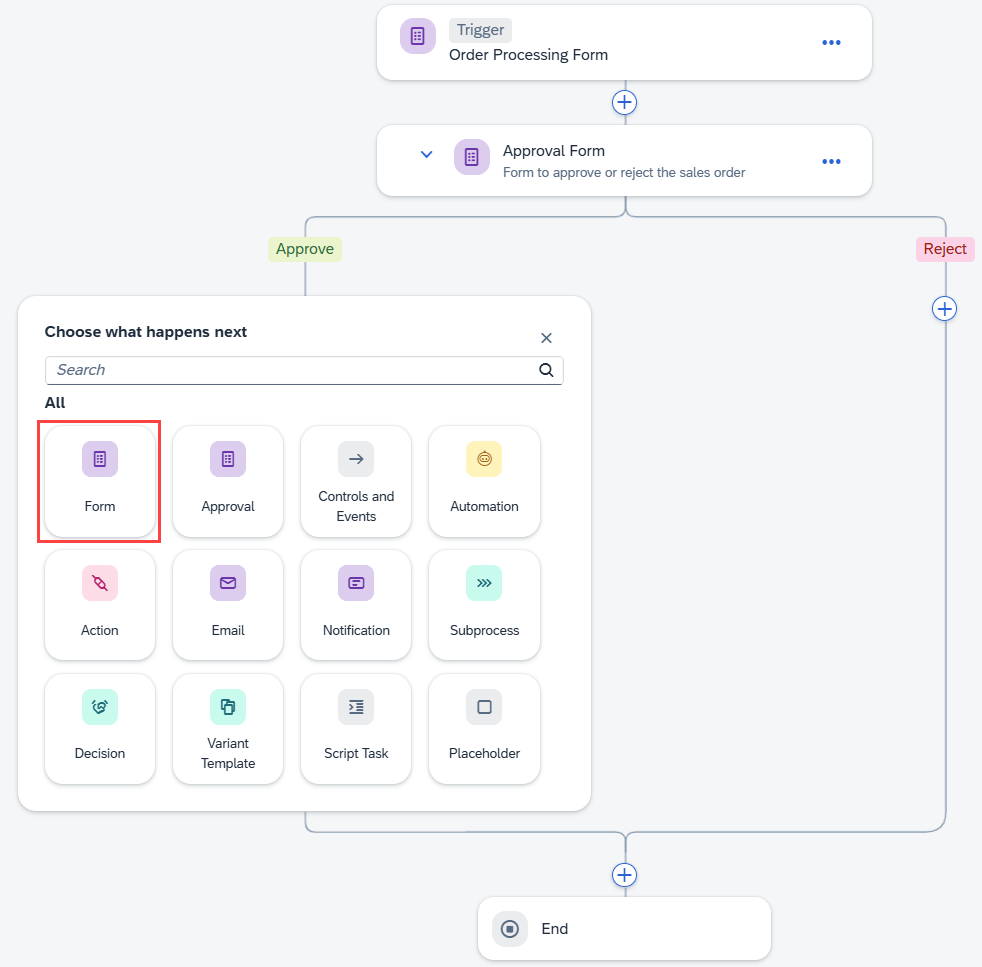 Trigger
Order Processing Form
Approval Form
Form to approve or reject the sales order
Approve
Reject
Choose what happens next
Search
All
Form
Approval
Controls and
Events
Automation
Action
Email
Notification
Subprocess
Decision
Variant
Template
Script Task
Placeholder
End